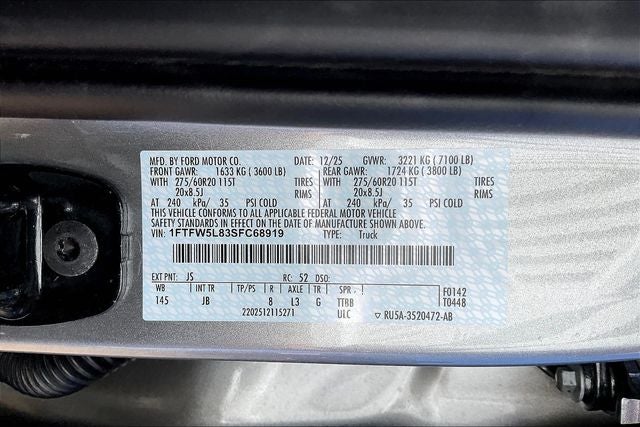 MFD. BY FORD MOTOR CO. DATE: 12/25 GVWR: 3221 KG (7100 LB)
FRONT GAWR: 1633 KG (3600 LB) REAR GAWR: 1724 KG (3800 LB)
WITH 275/60R20 115T TIRES WITH 275/60R20 115T TIRES
20x8.5J RIMS 20x8.5J RIMS
AT 240 kPa/ 35 PSI COLD AT 240 kPa/ 35 PSI COLD
THIS VEHICLE CONFORMS TO ALL APPLICABLE FEDERAL MOTOR VEHICLE
SAFETY STANDARDS IN EFFECT ON THE DATE OF MANUFACTURE SHOWN ABOVE.
VIN: 1FTFW5L83SFC68919 TYPE: Truck
EXT PNT: JS RC: 52 DSO:
WB INT TR TP/PS R AXLE TR SPR F0142
145 JB 8 L3 G TTBB T0448
2202512115271 ULC ▽ RU5A-3520472-AB